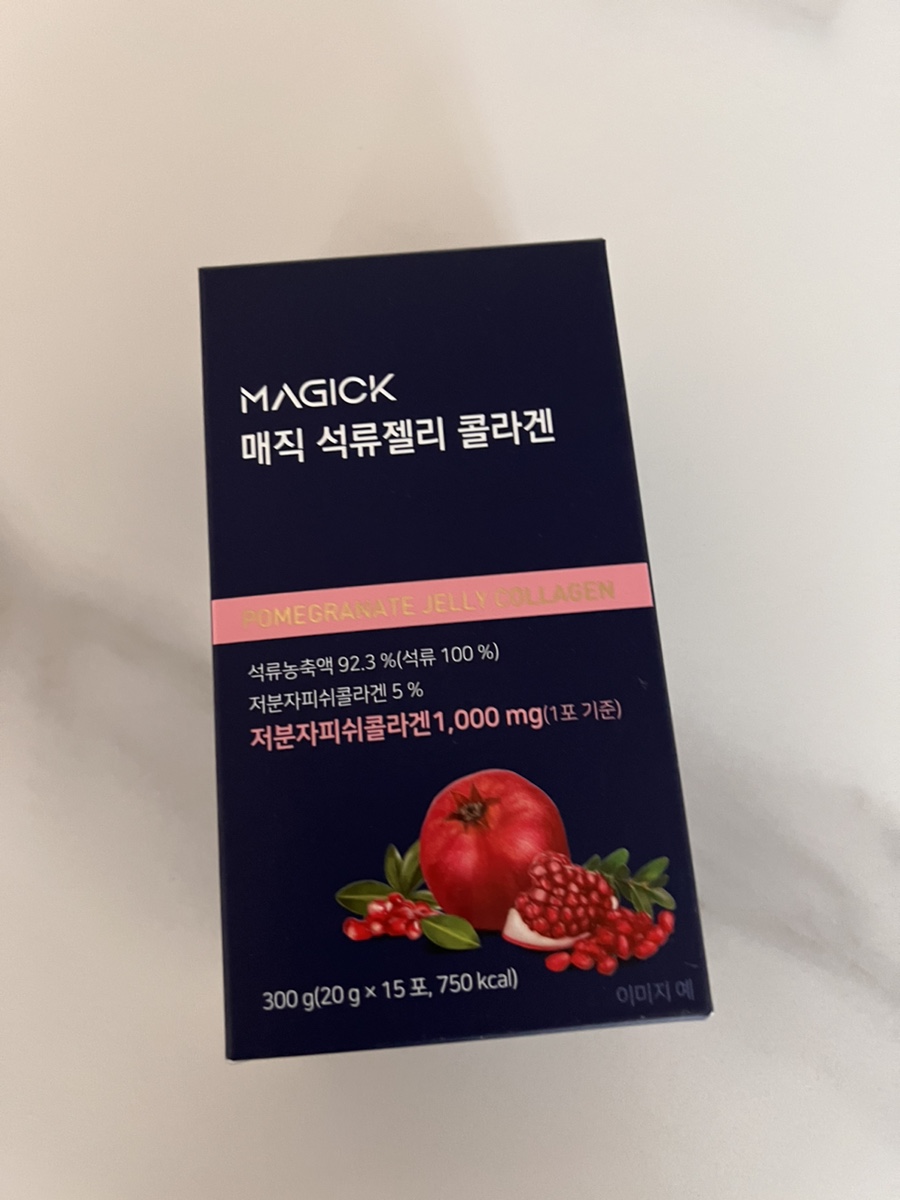 MAGICK
매직 석류젤리 콜라겐
POMEGRANATE JELLY COLLAGEN
석류농축액 92.3 %(석류 100 %)
저분자피쉬콜라겐 5 %
저분자피쉬콜라겐1,000 mg(1포 기준)
300 g(20 g × 15 포, 750 kcal)
이미지 예